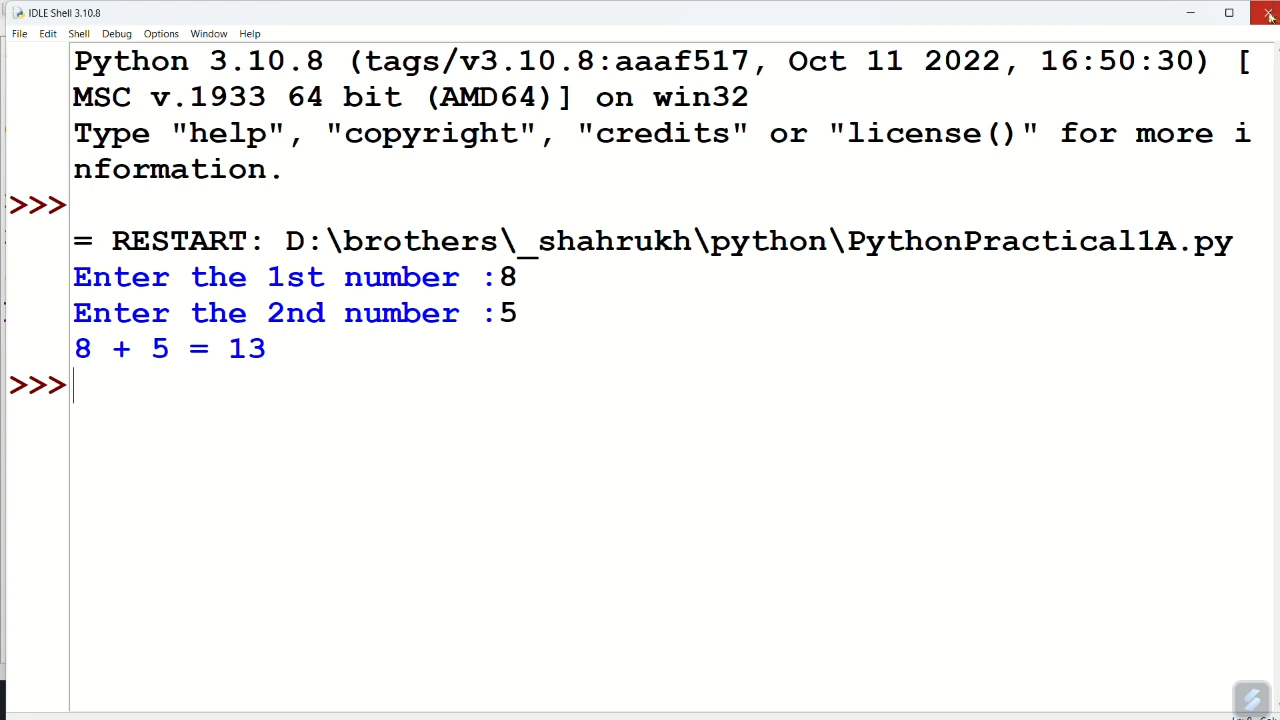 IDLE Shell 3.10.8
File Edit Shell Debug Options Window Help
Python 3.10.8 (tags/v3.10.8:aaaf517, Oct 11 2022, 16:50:30) [
MSC v.1933 64 bit (AMD64)] on win32
Type "help", "copyright", "credits" or "license()" for more i
nformation.
>>>
= RESTART: D:\brothers\_shahrukh\python\PythonPractical1A.py
Enter the 1st number :8
Enter the 2nd number :5
8 + 5 = 13
>>>